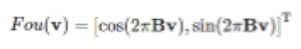 Fou(v) = [cos(2πBv), sin(2πBv)]ᵀ